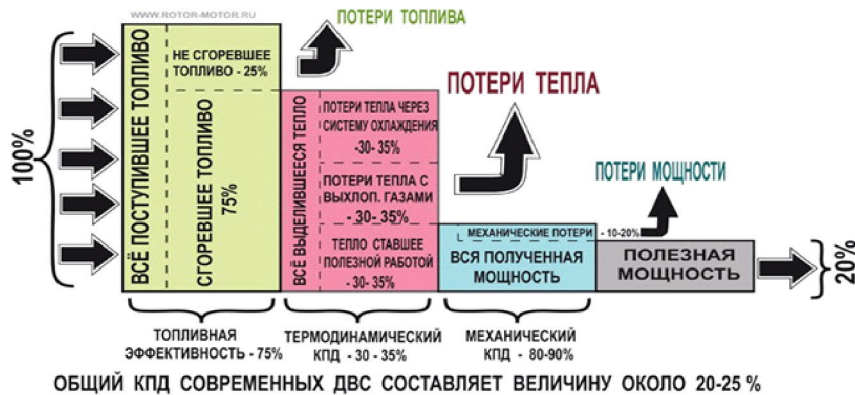 WWW.ROTOR-MOTOR.RU
ПОТЕРИ ТОПЛИВА
100%
ВСЁ ПОСТУПИВШЕЕ ТОПЛИВО
НЕ СГОРЕВШЕЕ
ТОПЛИВО - 25%
СГОРЕВШЕЕ ТОПЛИВО
75%
ПОТЕРИ ТЕПЛА
ВСЁ ВЫДЕЛИВШЕЕСЯ ТЕПЛО
ПОТЕРИ ТЕПЛА ЧЕРЕЗ
СИСТЕМУ ОХЛАЖДЕНИЯ
-30- 35%
ПОТЕРИ ТЕПЛА С
ВЫХЛОП. ГАЗАМИ
- 30- 35%
ТЕПЛО СТАВШЕЕ
ПОЛЕЗНОЙ РАБОТОЙ
- 30- 35%
ПОТЕРИ МОЩНОСТИ
МЕХАНИЧЕСКИЕ ПОТЕРИ - 10-20%
ВСЯ ПОЛУЧЕННАЯ
МОЩНОСТЬ
ПОЛЕЗНАЯ
МОЩНОСТЬ
20%
ТОПЛИВНАЯ
ЭФФЕКТИВНОСТЬ - 75%
ТЕРМОДИНАМИЧЕСКИЙ
КПД - 30 - 35%
МЕХАНИЧЕСКИЙ
КПД - 80-90%
ОБЩИЙ КПД СОВРЕМЕННЫХ ДВС СОСТАВЛЯЕТ ВЕЛИЧИНУ ОКОЛО 20-25 %